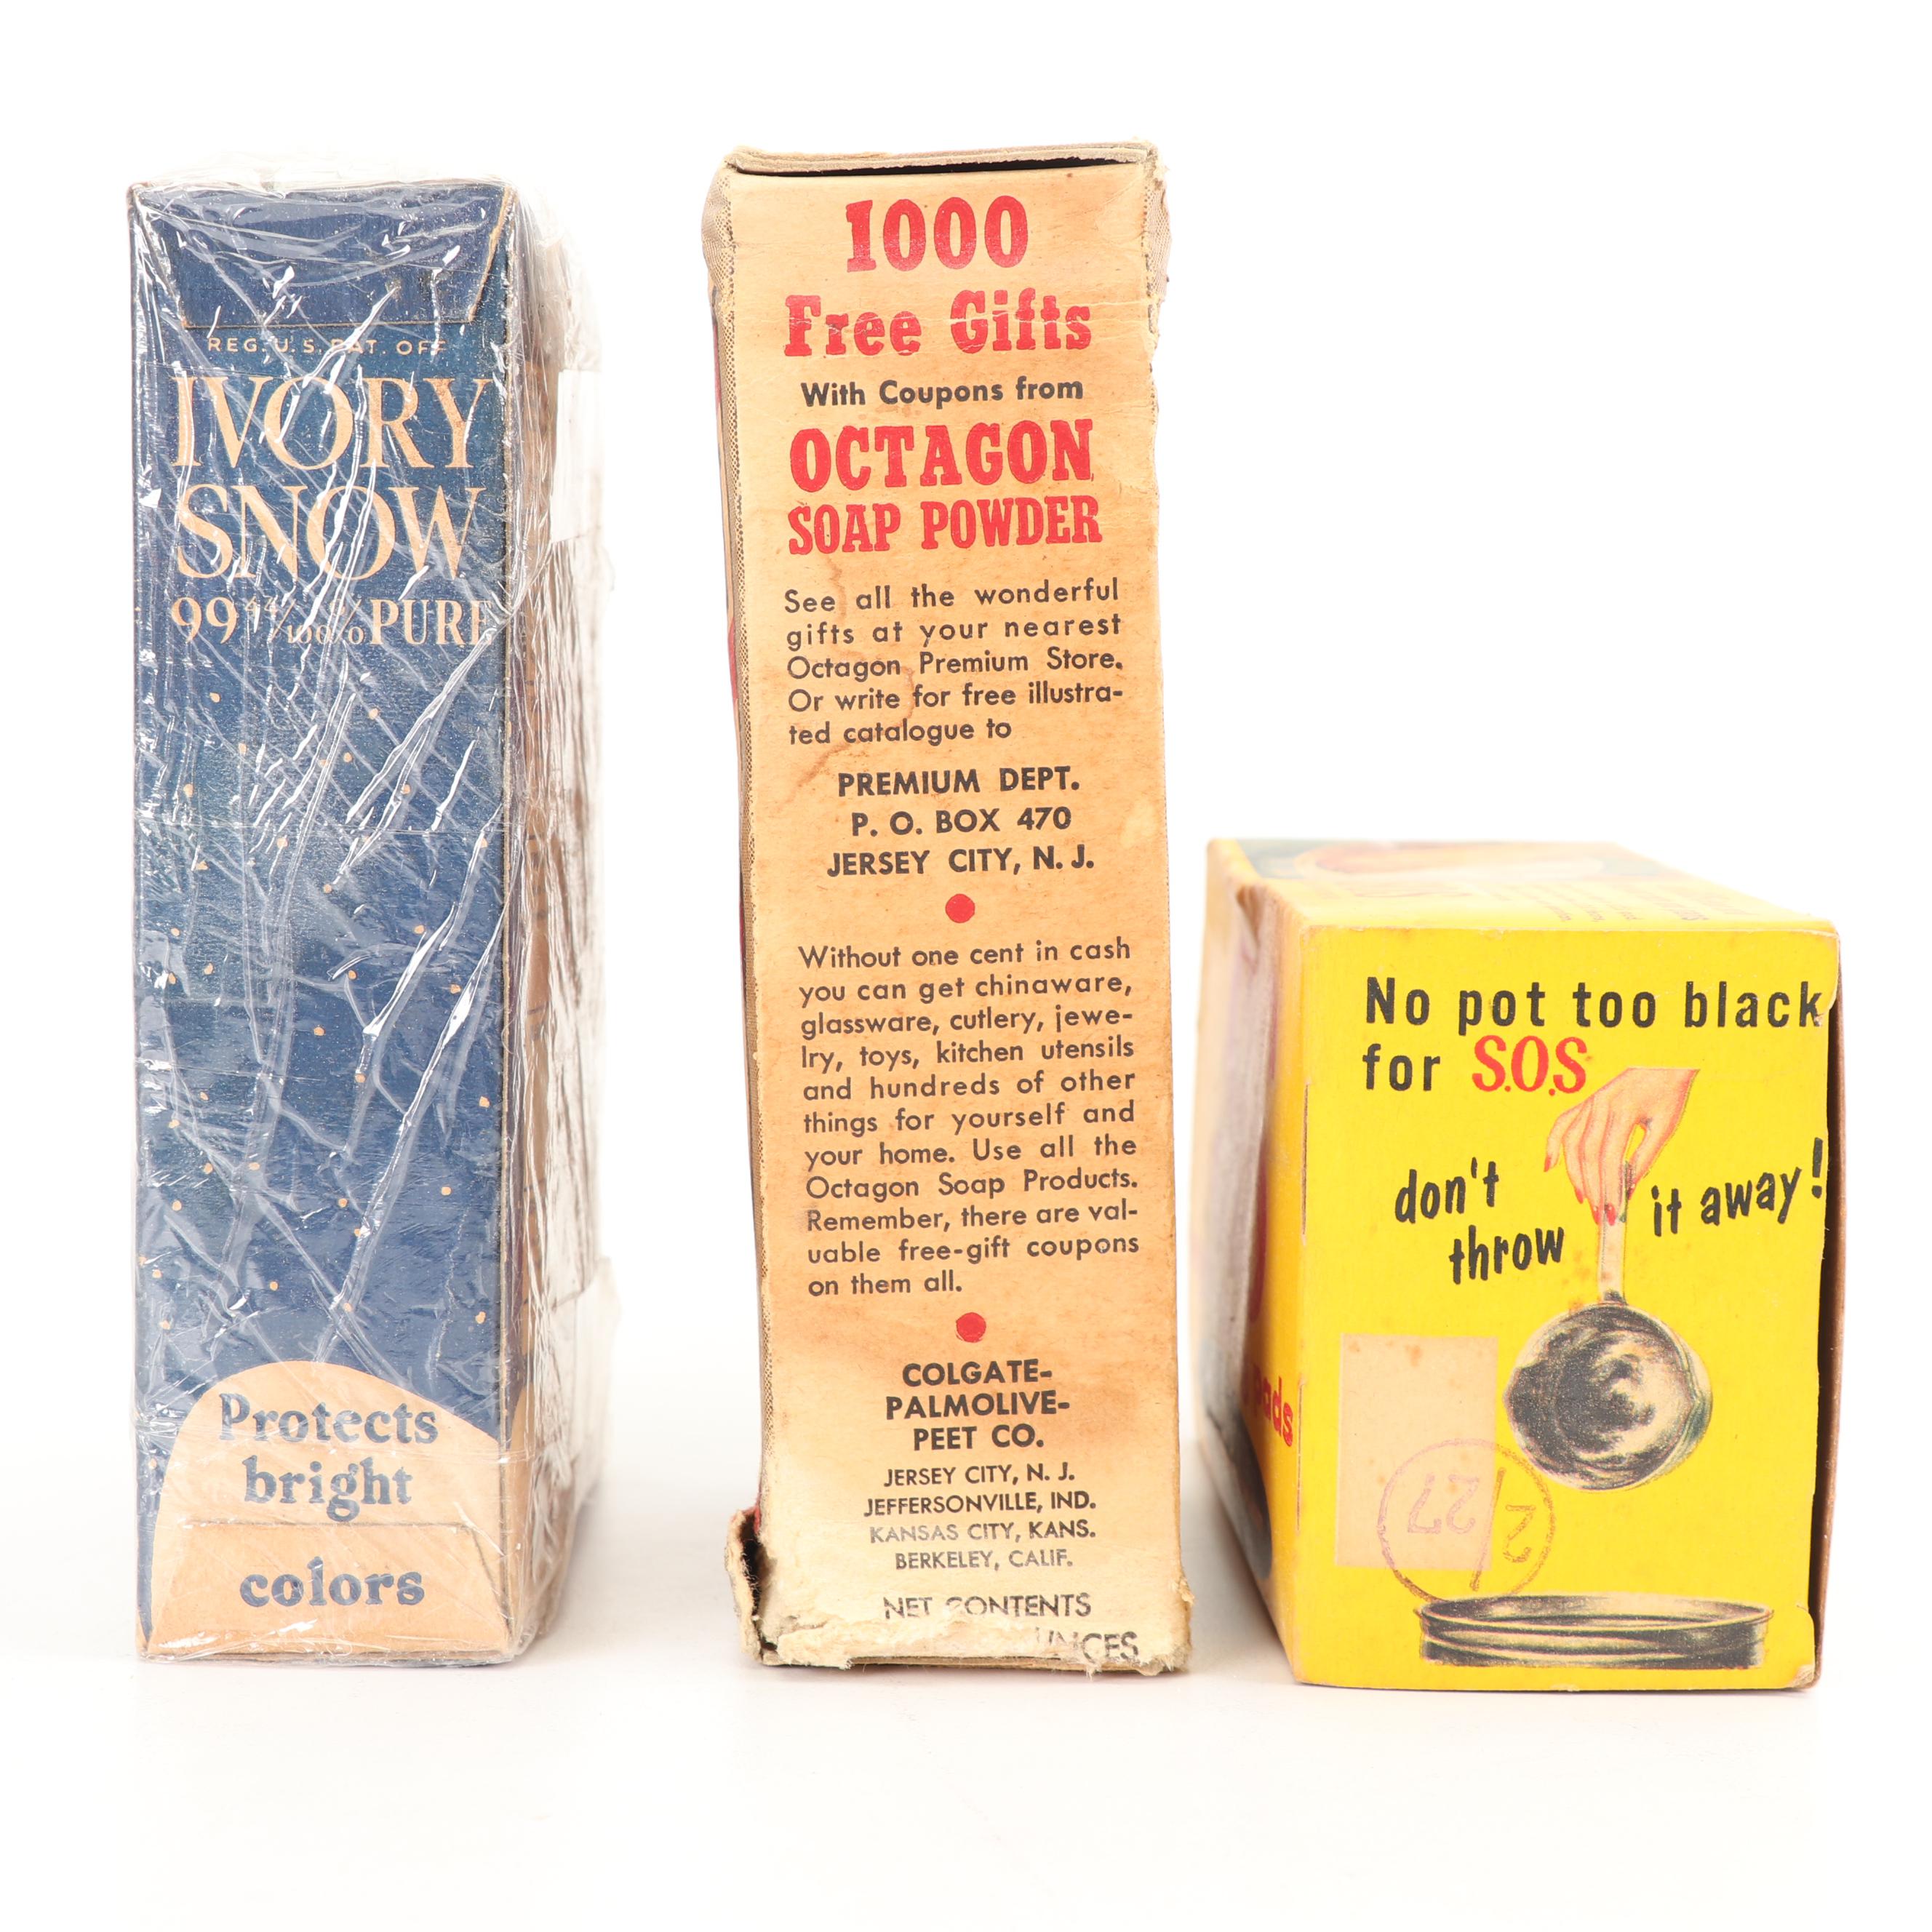 REG. U.S. PAT. OFF
IVORY
SNOW
99 44/100% PURE
Protects
bright
colors
1000
Free Gifts
With Coupons from
OCTAGON
SOAP POWDER
See all the wonderful
gifts at your nearest
Octagon Premium Store.
Or write for free illustra-
ted catalogue to
PREMIUM DEPT.
P. O. BOX 470
JERSEY CITY, N. J.
Without one cent in cash
you can get chinaware,
glassware, cutlery, jewe-
lry, toys, kitchen utensils
and hundreds of other
things for yourself and
your home. Use all the
Octagon Soap Products.
Remember, there are val-
uable free-gift coupons
on them all.
COLGATE-
PALMOLIVE-
PEET CO.
JERSEY CITY, N. J.
JEFFERSONVILLE, IND.
KANSAS CITY, KANS.
BERKELEY, CALIF.
NET CONTENTS
OUNCES
No pot too black
for S.O.S
don't
throw
it away!
pads
2/27